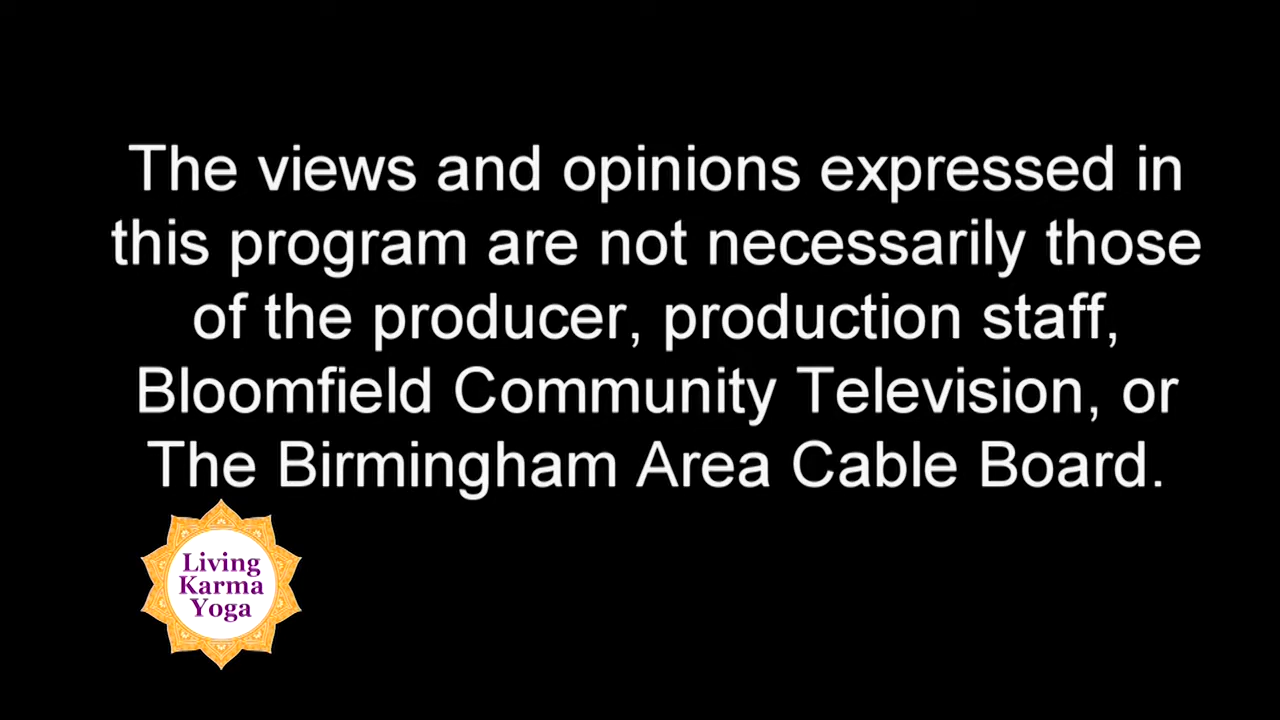 The views and opinions expressed in
this program are not necessarily those
of the producer, production staff,
Bloomfield Community Television, or
The Birmingham Area Cable Board.
Living
Karma
Yoga